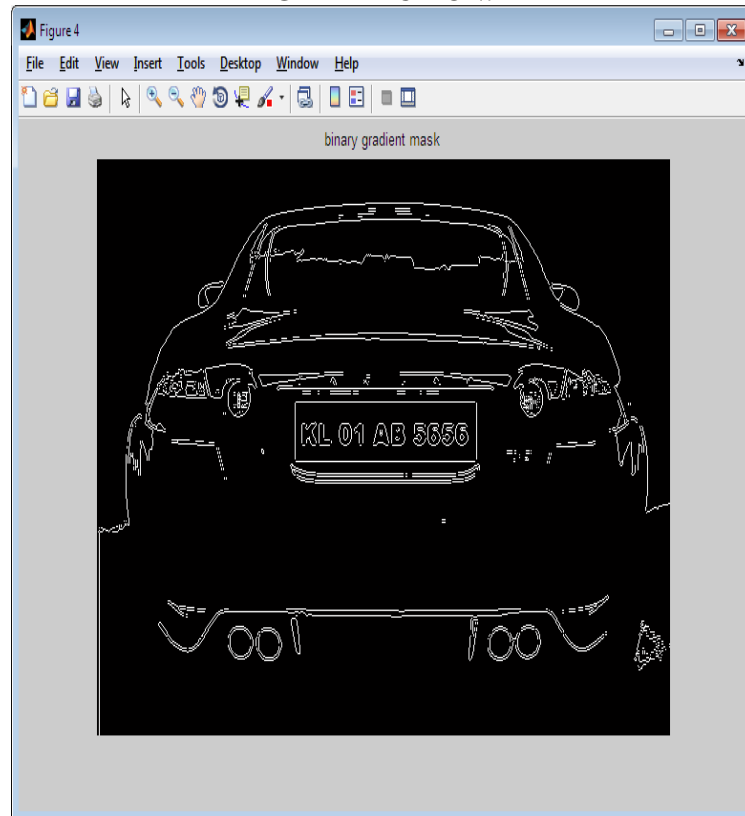 Figure 4
File Edit View Insert Tools Desktop Window Help
binary gradient mask
KL 01 AB 5656